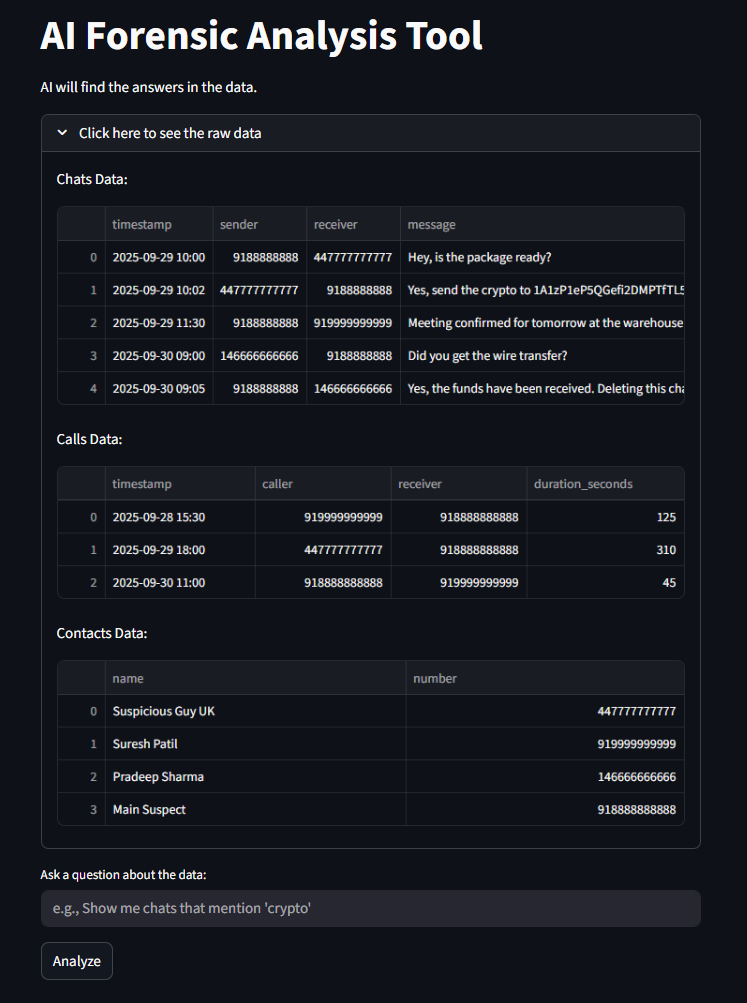 AI Forensic Analysis Tool
AI will find the answers in the data.
Click here to see the raw data
Chats Data:
timestamp sender receiver message
0 2025-09-29 10:00 9188888888 447777777777 Hey, is the package ready?
1 2025-09-29 10:02 447777777777 9188888888 Yes, send the crypto to 1A1zP1eP5QGefi2DMPTfTL5
2 2025-09-29 11:30 9188888888 919999999999 Meeting confirmed for tomorrow at the warehouse
3 2025-09-30 09:00 146666666666 9188888888 Did you get the wire transfer?
4 2025-09-30 09:05 9188888888 146666666666 Yes, the funds have been received. Deleting this cha
Calls Data:
timestamp caller receiver duration_seconds
0 2025-09-28 15:30 919999999999 918888888888 125
1 2025-09-29 18:00 447777777777 918888888888 310
2 2025-09-30 11:00 918888888888 919999999999 45
Contacts Data:
name number
0 Suspicious Guy UK 447777777777
1 Suresh Patil 919999999999
2 Pradeep Sharma 146666666666
3 Main Suspect 918888888888
Ask a question about the data:
e.g., Show me chats that mention 'crypto'
Analyze